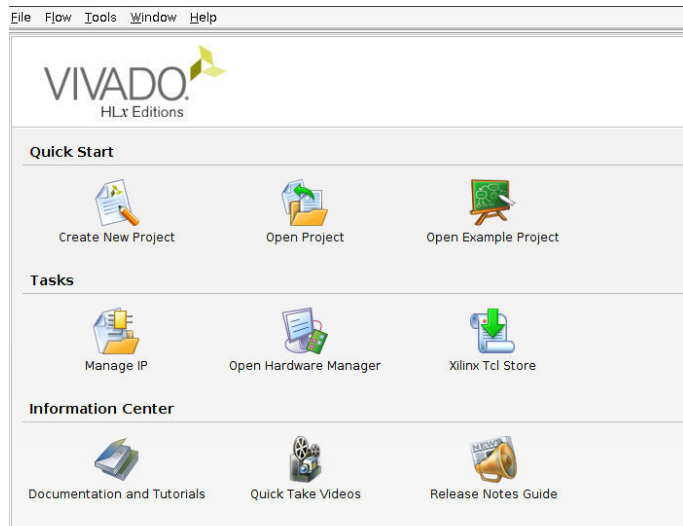 File Flow Tools Window Help
VIVADO.
HLx Editions
Quick Start
Create New Project Open Project Open Example Project
Tasks
Manage IP Open Hardware Manager Xilinx Tcl Store
Information Center
NEWS
Documentation and Tutorials Quick Take Videos Release Notes Guide